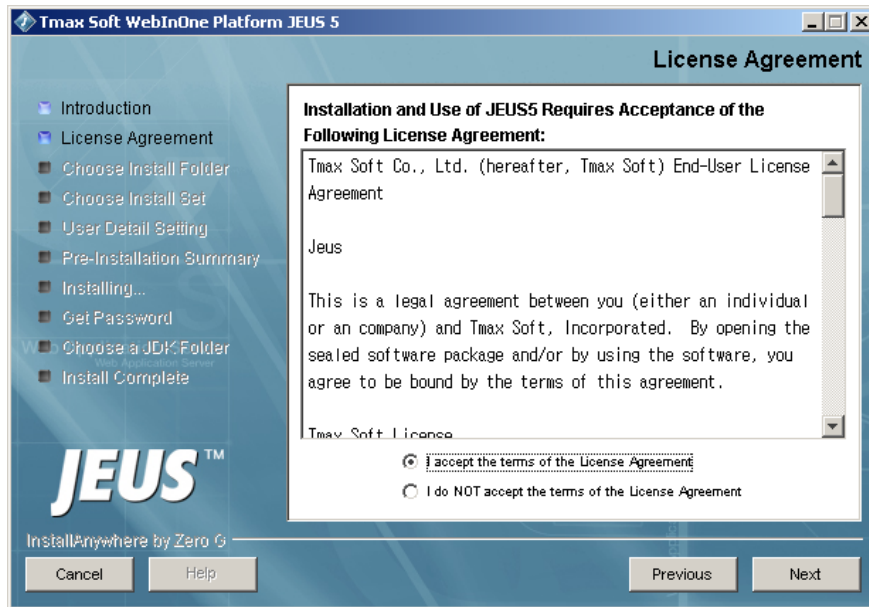 Tmax Soft WebInOne Platform JEUS 5
License Agreement
Introduction
License Agreement
Choose Install Folder
Choose Install Set
User Detail Setting
Pre-Installation Summary
Installing...
Get Password
Choose a JDK Folder
Web Application Server
Install Complete
JEUS™
Installation and Use of JEUS5 Requires Acceptance of the
Following License Agreement:
Tmax Soft Co., Ltd. (hereafter, Tmax Soft) End-User License
Agreement
Jeus
This is a legal agreement between you (either an individual
or an company) and Tmax Soft, Incorporated.  By opening the
sealed software package and/or by using the software, you
agree to be bound by the terms of this agreement.
Tmax Soft License
I accept the terms of the License Agreement
I do NOT accept the terms of the License Agreement
InstallAnywhere by Zero G
Cancel
Help
Previous
Next